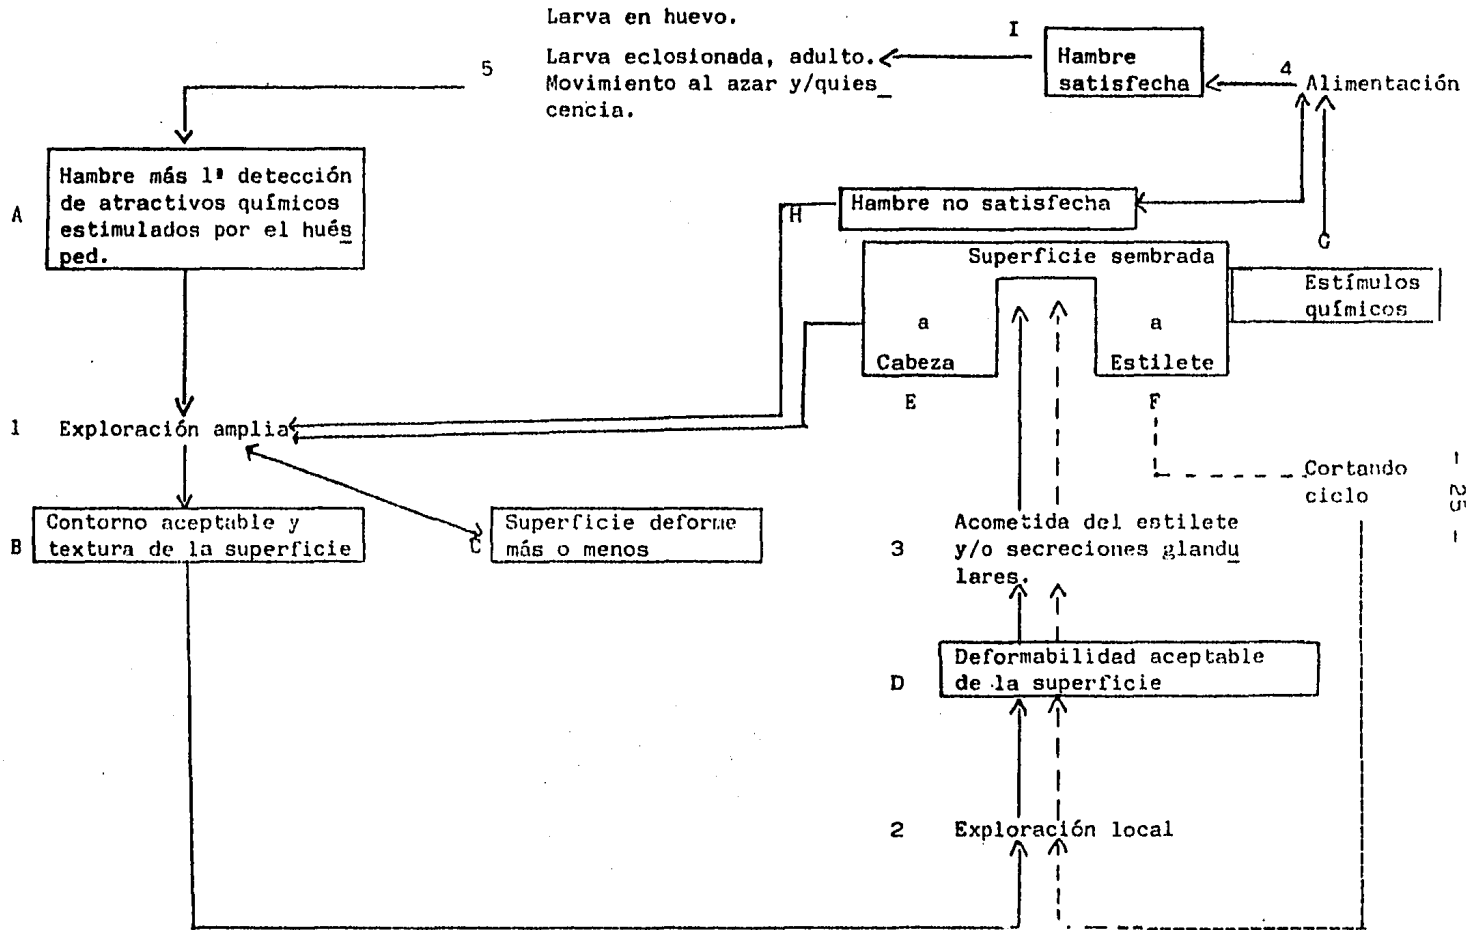 Larva en huevo.
I
5
Larva eclosionada, adulto.
Movimiento al azar y/quies_
cencia.
Hambre
satisfecha
4
Alimentación
A
Hambre más 1ª detección
de atractivos químicos
estimulados por el hués
ped.
H
Hambre no satisfecha
G
Superficie sembrada
a
Cabeza
a
Estilete
Estímulos
químicos
E
F
1 Exploración amplia
Cortando
ciclo
- 25 -
B
Contorno aceptable y
textura de la superficie
C
Superficie deforme
más o menos
3
Acometida del estilete
y/o secreciones glandu
lares.
D
Deformabilidad aceptable
de la superficie
2 Exploración local